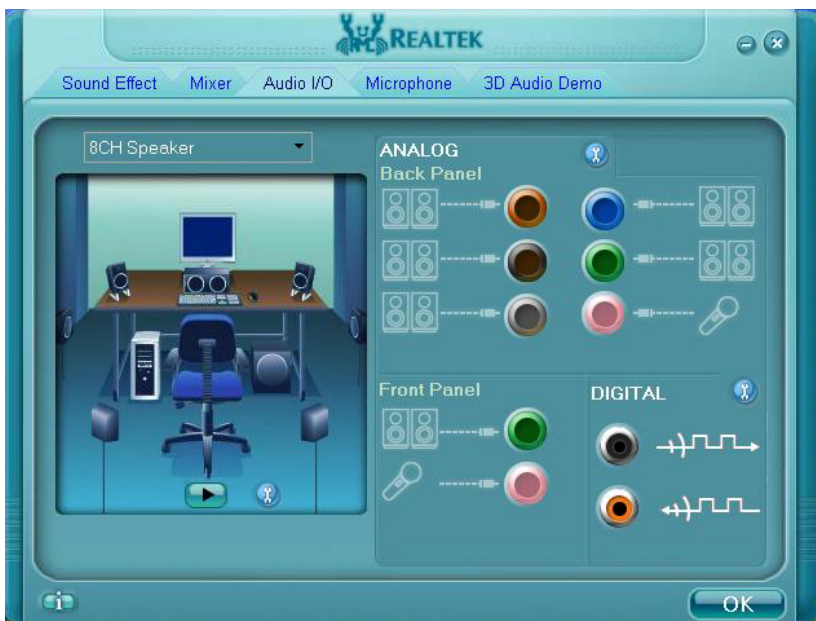 REALTEK
Sound Effect Mixer Audio I/O Microphone 3D Audio Demo
8CH Speaker
ANALOG
Back Panel
Front Panel
DIGITAL
i
OK